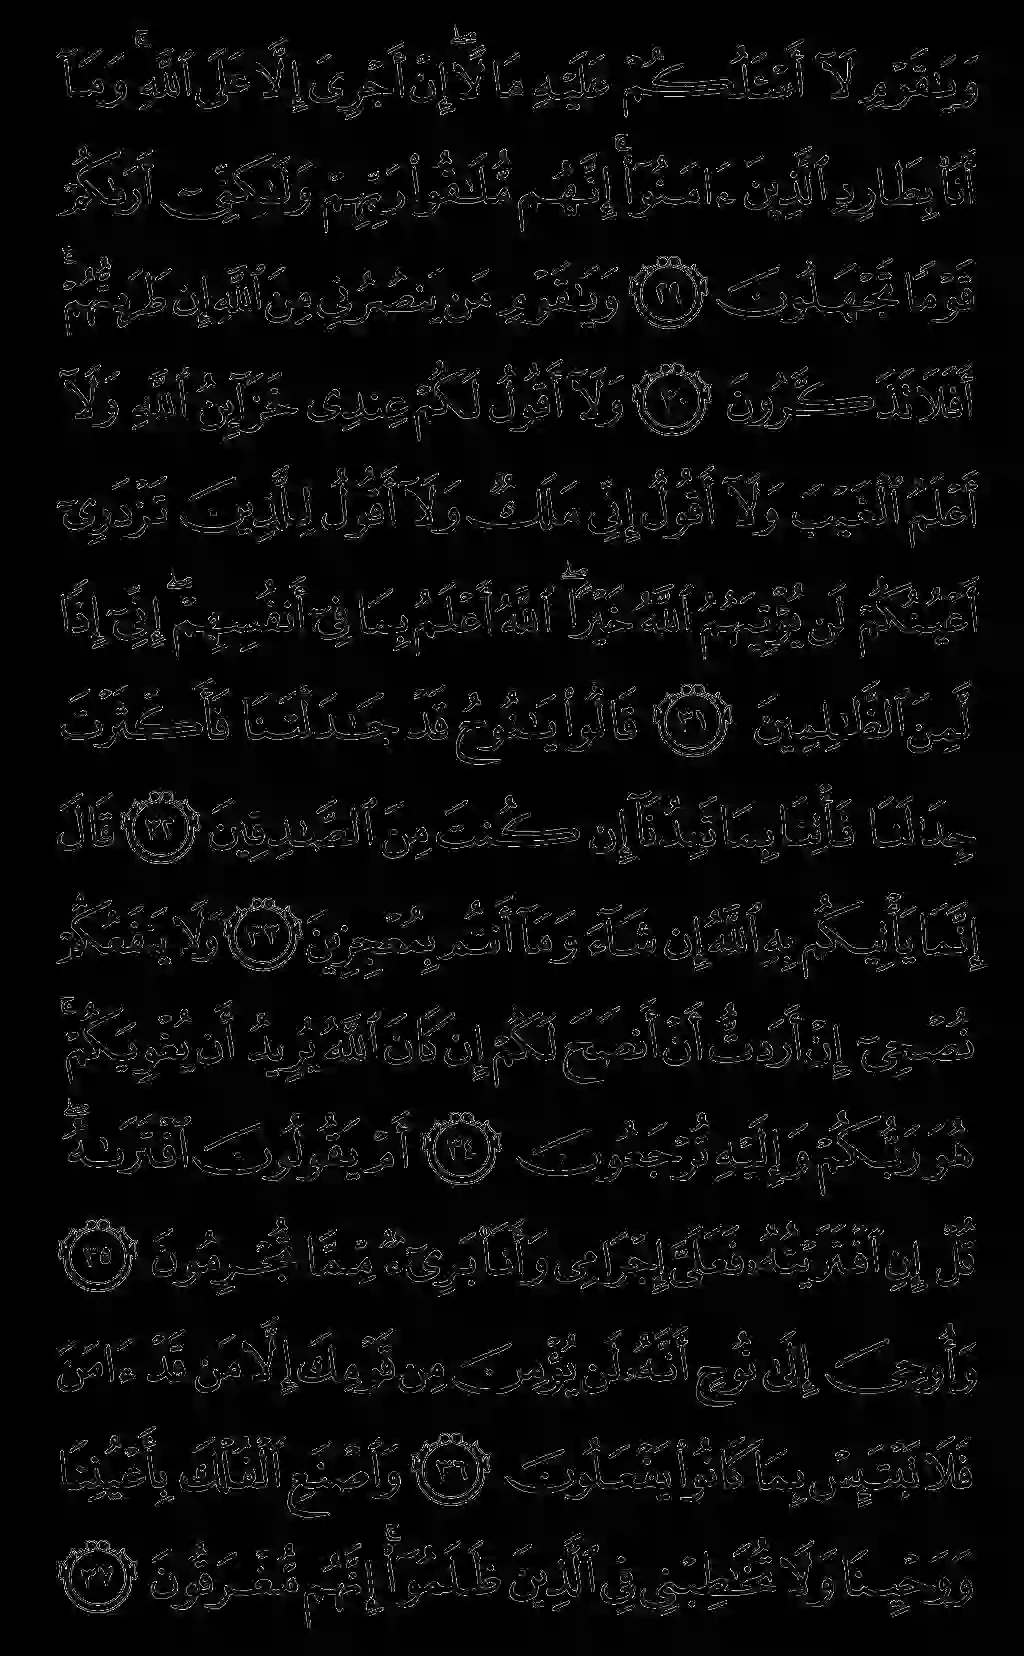 وَيَٰقَوْمِ لَآ أَسْـَٔلُكُمْ عَلَيْهِ مَالًا ۖ إِنْ أَجْرِىَ إِلَّا عَلَى ٱللَّهِ ۚ وَمَآ
أَنَا۠ بِطَارِدِ ٱلَّذِينَ ءَامَنُوٓا۟ ۚ إِنَّهُم مُّلَٰقُوا۟ رَبِّهِمْ وَلَٰكِنِّىٓ أَرَىٰكُمْ
قَوْمًا تَجْهَلُونَ ٢٩ وَيَٰقَوْمِ مَن يَنصُرُنِى مِنَ ٱللَّهِ إِن طَرَدتُّهُمْ ۚ
أَفَلَا تَذَكَّرُونَ ٣٠ وَلَآ أَقُولُ لَكُمْ عِندِى خَزَآئِنُ ٱللَّهِ وَلَآ
أَعْلَمُ ٱلْغَيْبَ وَلَآ أَقُولُ إِنِّى مَلَكٌ وَلَآ أَقُولُ لِلَّذِينَ تَزْدَرِىٓ
أَعْيُنُكُمْ لَن يُؤْتِيَهُمُ ٱللَّهُ خَيْرًا ۖ ٱللَّهُ أَعْلَمُ بِمَا فِىٓ أَنفُسِهِمْ ۖ إِنِّىٓ إِذًا
لَّمِنَ ٱلظَّٰلِمِينَ ٣١ قَالُوا۟ يَٰنُوحُ قَدْ جَٰدَلْتَنَا فَأَكْثَرْتَ
جِدَٰلَنَا فَأْتِنَا بِمَا تَعِدُنَآ إِن كُنتَ مِنَ ٱلصَّٰدِقِينَ ٣٢ قَالَ
إِنَّمَا يَأْتِيكُم بِهِ ٱللَّهُ إِن شَآءَ وَمَآ أَنتُم بِمُعْجِزِينَ ٣٣ وَلَا يَنفَعُكُمْ
نُصْحِىٓ إِنْ أَرَدتُّ أَنْ أَنصَحَ لَكُمْ إِن كَانَ ٱللَّهُ يُرِيدُ أَن يُغْوِيَكُمْ ۚ
هُوَ رَبُّكُمْ وَإِلَيْهِ تُرْجَعُونَ ٣٤ أَمْ يَقُولُونَ ٱفْتَرَىٰهُ ۖ
قُلْ إِنِ ٱفْتَرَيْتُهُۥ فَعَلَىَّ إِجْرَامِى وَأَنَا۠ بَرِىٓءٌ مِّمَّا تُجْرِمُونَ ٣٥
وَأُوحِىَ إِلَىٰ نُوحٍ أَنَّهُۥ لَن يُؤْمِنَ مِن قَوْمِكَ إِلَّا مَن قَدْ ءَامَنَ
فَلَا تَبْتَئِسْ بِمَا كَانُوا۟ يَفْعَلُونَ ٣٦ وَٱصْنَعِ ٱلْفُلْكَ بِأَعْيُنِنَا
وَوَحْيِنَا وَلَا تُخَٰطِبْنِى فِى ٱلَّذِينَ ظَلَمُوٓا۟ ۚ إِنَّهُم مُّغْرَقُونَ ٣٧